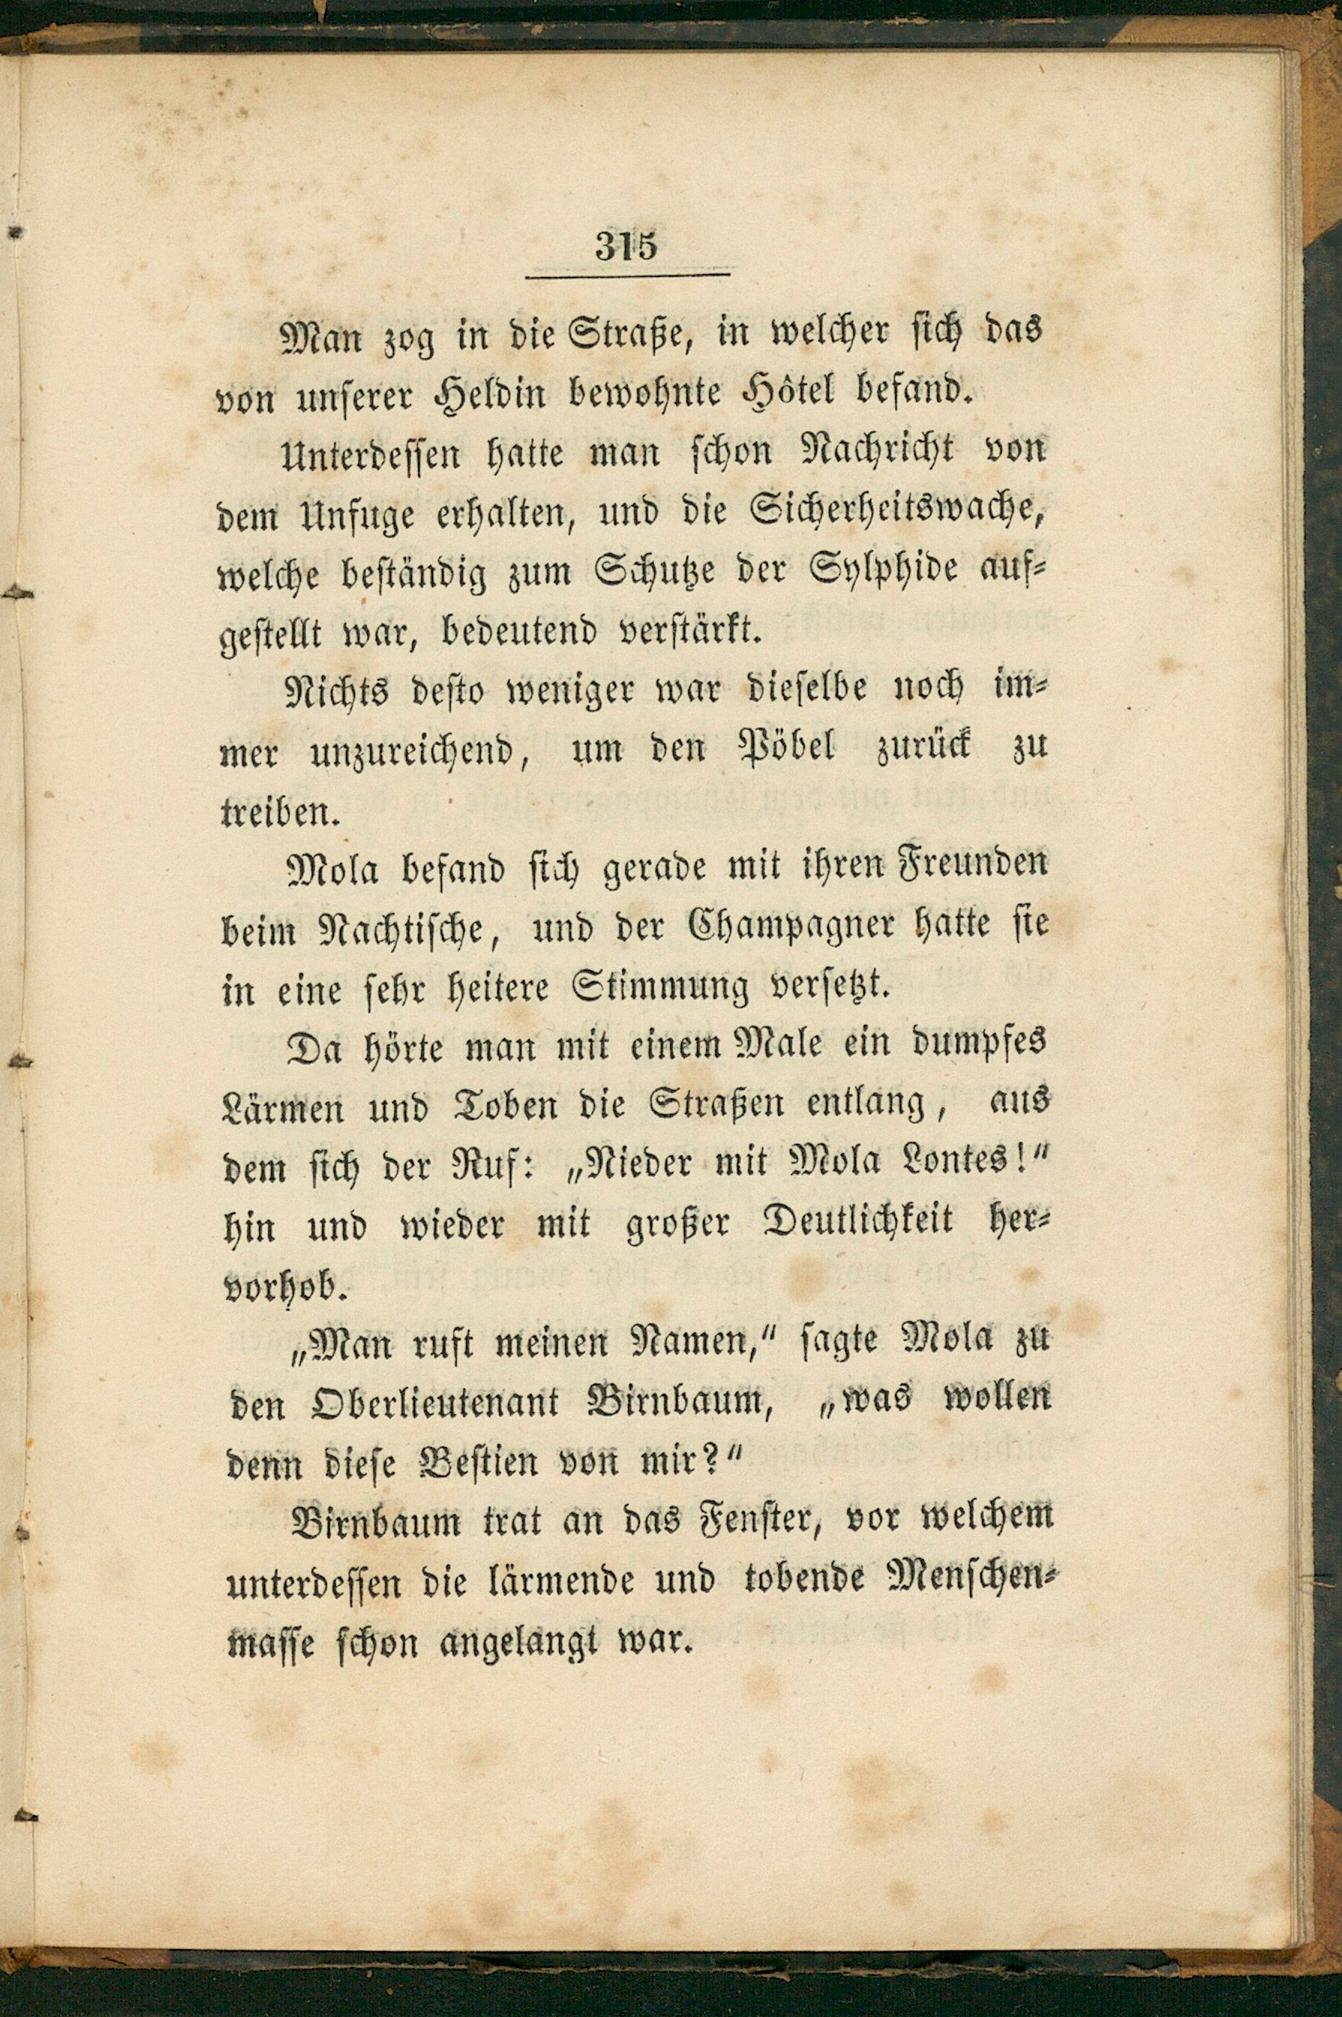 315
Man zog in die Straße, in welcher sich das
von unserer Heldin bewohnte Hôtel befand.
Unterdessen hatte man schon Nachricht von
dem Unfuge erhalten, und die Sicherheitswache,
welche beständig zum Schutze der Sylphide auf-
gestellt war, bedeutend verstärkt.
Nichts desto weniger war dieselbe noch im-
mer unzureichend, um den Pöbel zurück zu
treiben.
Mola befand sich gerade mit ihren Freunden
beim Nachtische, und der Champagner hatte sie
in eine sehr heitere Stimmung versetzt.
Da hörte man mit einem Male ein dumpfes
Lärmen und Toben die Straßen entlang, aus
dem sich der Ruf: „Nieder mit Mola Lontes!“
hin und wieder mit großer Deutlichkeit her-
vorhob.
„Man ruft meinen Namen,“ sagte Mola zu
den Oberlieutenant Birnbaum, „was wollen
denn diese Bestien von mir?“
Birnbaum trat an das Fenster, vor welchem
unterdessen die lärmende und tobende Menschen-
masse schon angelangt war.